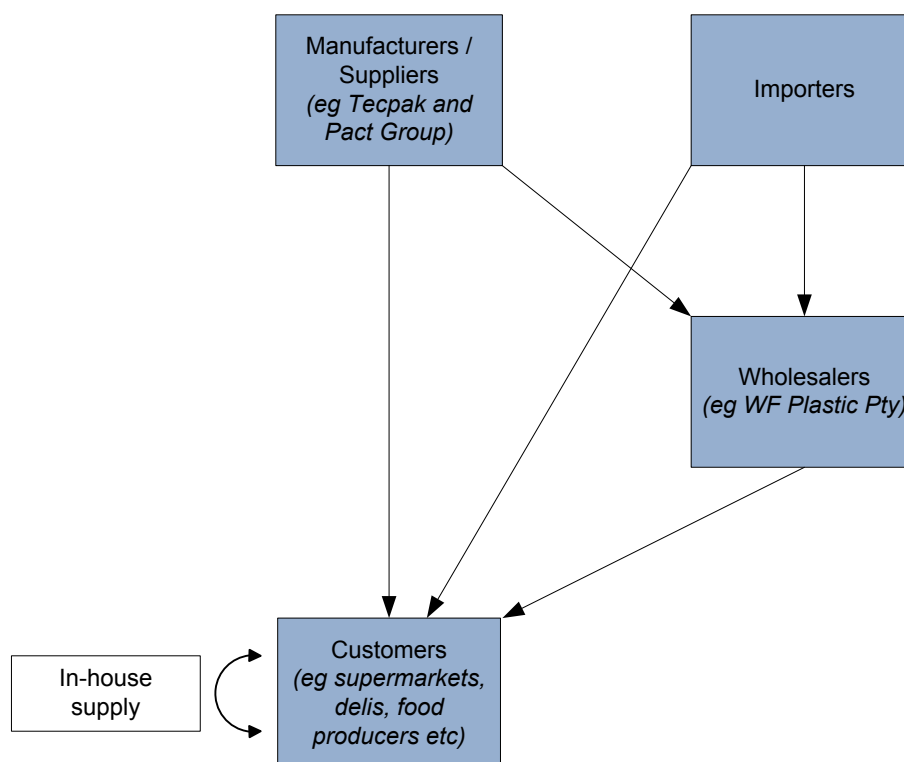 Manufacturers /
Suppliers
(eg Tecpak and
Pact Group)
Importers
Wholesalers
(eg WF Plastic Pty)
Customers
(eg supermarkets,
delis, food
producers etc)
In-house
supply